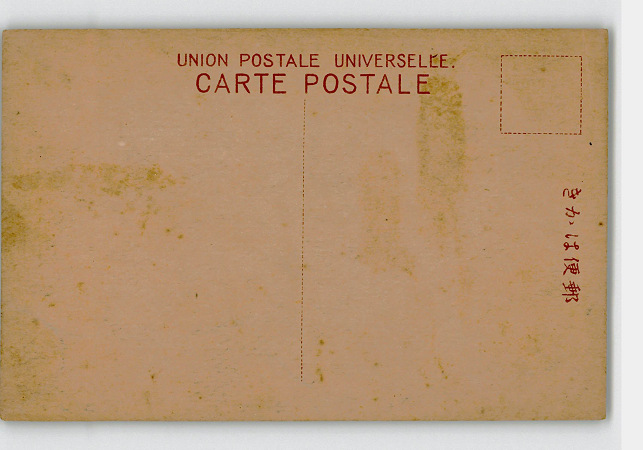 UNION POSTALE UNIVERSELLE.
CARTE POSTALE
きかは便郵